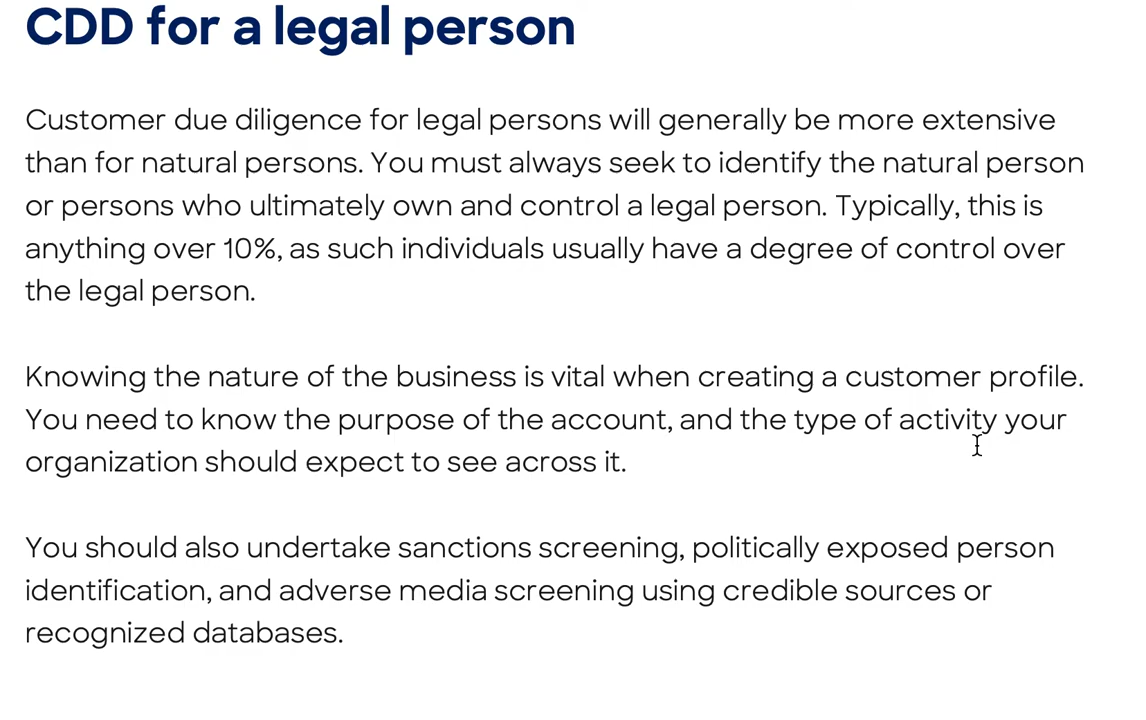 CDD for a legal person
Customer due diligence for legal persons will generally be more extensive
than for natural persons. You must always seek to identify the natural person
or persons who ultimately own and control a legal person. Typically, this is
anything over 10%, as such individuals usually have a degree of control over
the legal person.
Knowing the nature of the business is vital when creating a customer profile.
You need to know the purpose of the account, and the type of activity your
organization should expect to see across it.
You should also undertake sanctions screening, politically exposed person
identification, and adverse media screening using credible sources or
recognized databases.